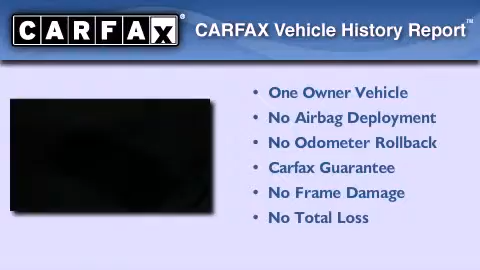 CARFAX® CARFAX Vehicle History Report™
• One Owner Vehicle
• No Airbag Deployment
• No Odometer Rollback
• Carfax Guarantee
• No Frame Damage
• No Total Loss